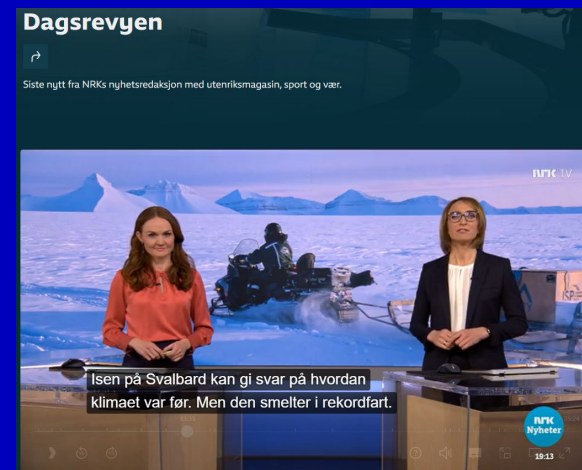 Dagsrevyen
Siste nytt fra NRKs nyhetsredaksjon med utenriksmagasin, sport og vær.
NRK TV
Isen på Svalbard kan gi svar på hvordan
klimaet var før. Men den smelter i rekordfart.
NRK
Nyheter
19:13